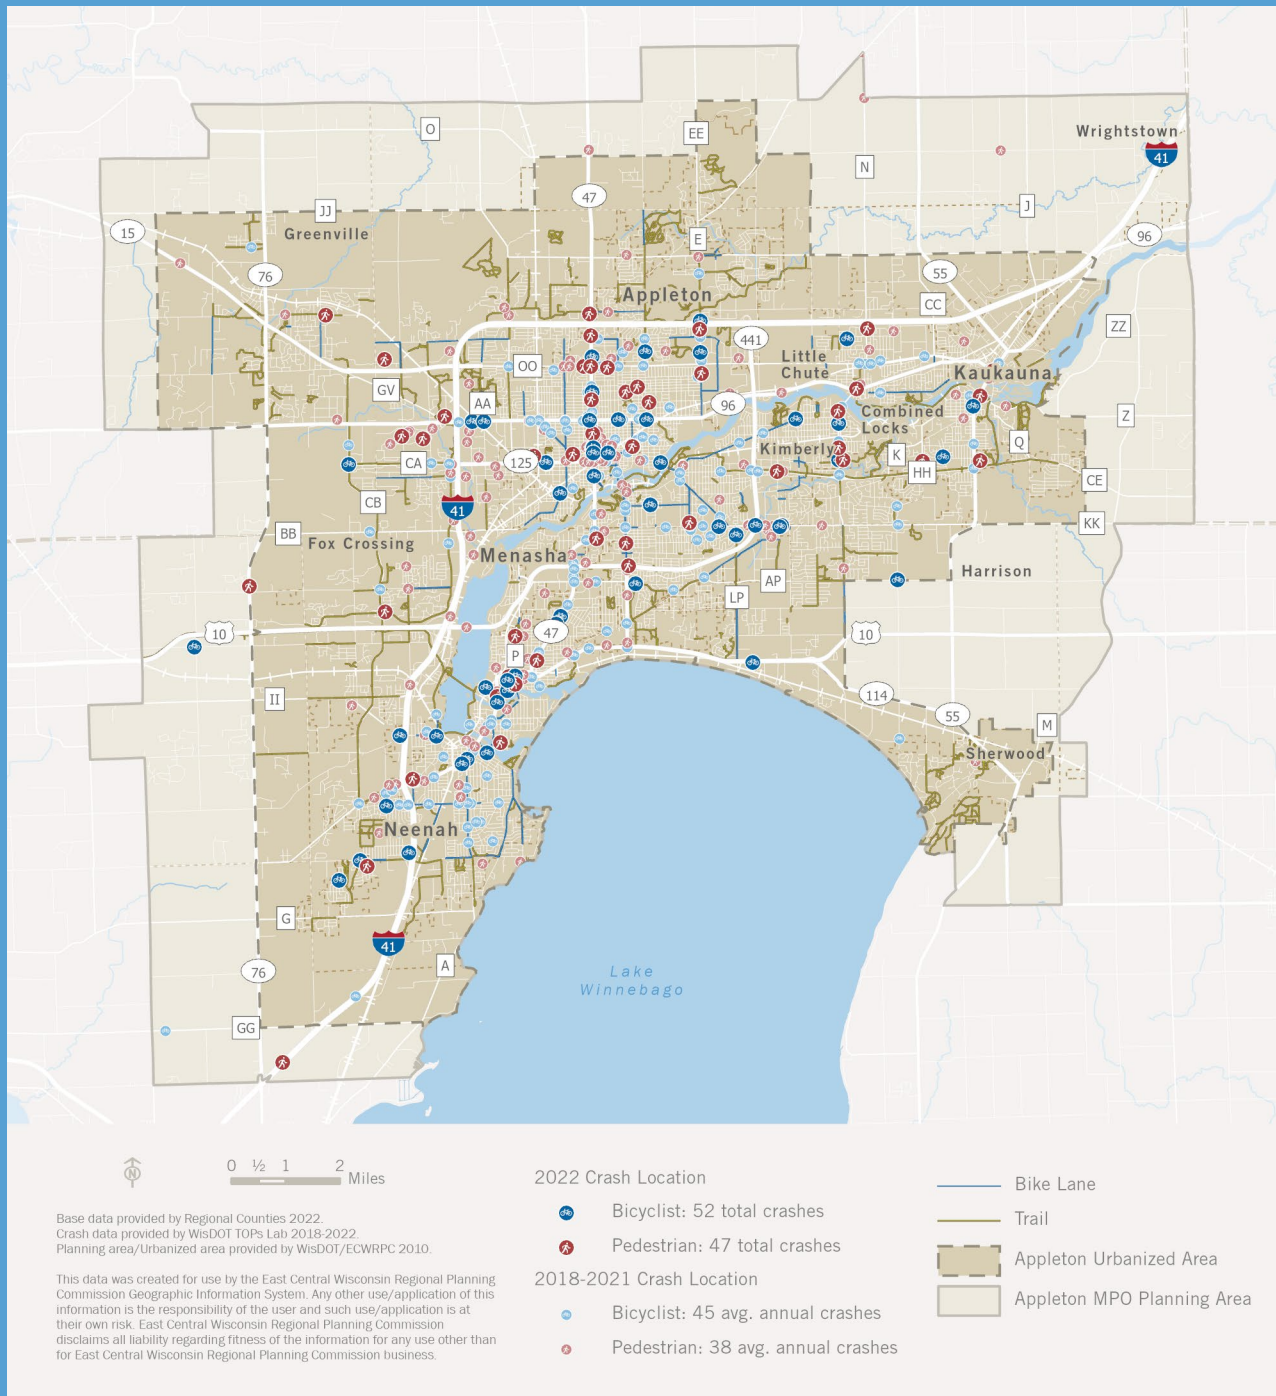 O
EE
Wrightstown
41
N
47
JJ
J
15
Greenville
E
96
76
55
Appleton
CC
ZZ
441
Little
Chute
OO
Kaukauna
GV
AA
96
Combined
Locks
Z
Kimberly
Q
K
CA
125
HH
CE
CB
41
KK
BB
Fox Crossing
Menasha
Harrison
AP
LP
10
47
10
P
II
114
55
M
Sherwood
Neenah
G
41
A
76
Lake
Winnebago
GG
N
0 ½ 1 2
Miles
Base data provided by Regional Counties 2022.
Crash data provided by WisDOT TOPs Lab 2018-2022.
Planning area/Urbanized area provided by WisDOT/ECWRPC 2010.
This data was created for use by the East Central Wisconsin Regional Planning
Commission Geographic Information System. Any other use/application of this
information is the responsibility of the user and such use/application is at
their own risk. East Central Wisconsin Regional Planning Commission
disclaims all liability regarding fitness of the information for any use other than
for East Central Wisconsin Regional Planning Commission business.
2022 Crash Location
Bicyclist: 52 total crashes
Pedestrian: 47 total crashes
2018-2021 Crash Location
Bicyclist: 45 avg. annual crashes
Pedestrian: 38 avg. annual crashes
Bike Lane
Trail
Appleton Urbanized Area
Appleton MPO Planning Area